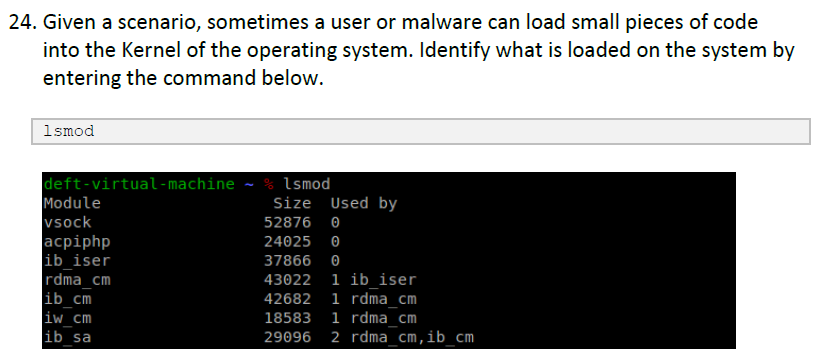 24. Given a scenario, sometimes a user or malware can load small pieces of code
into the Kernel of the operating system. Identify what is loaded on the system by
entering the command below.
lsmod
deft-virtual-machine ~ % lsmod
Module Size Used by
vsock 52876 0
acpiphp 24025 0
ib_iser 37866 0
rdma_cm 43022 1 ib_iser
ib_cm 42682 1 rdma_cm
iw_cm 18583 1 rdma_cm
ib_sa 29096 2 rdma_cm,ib_cm